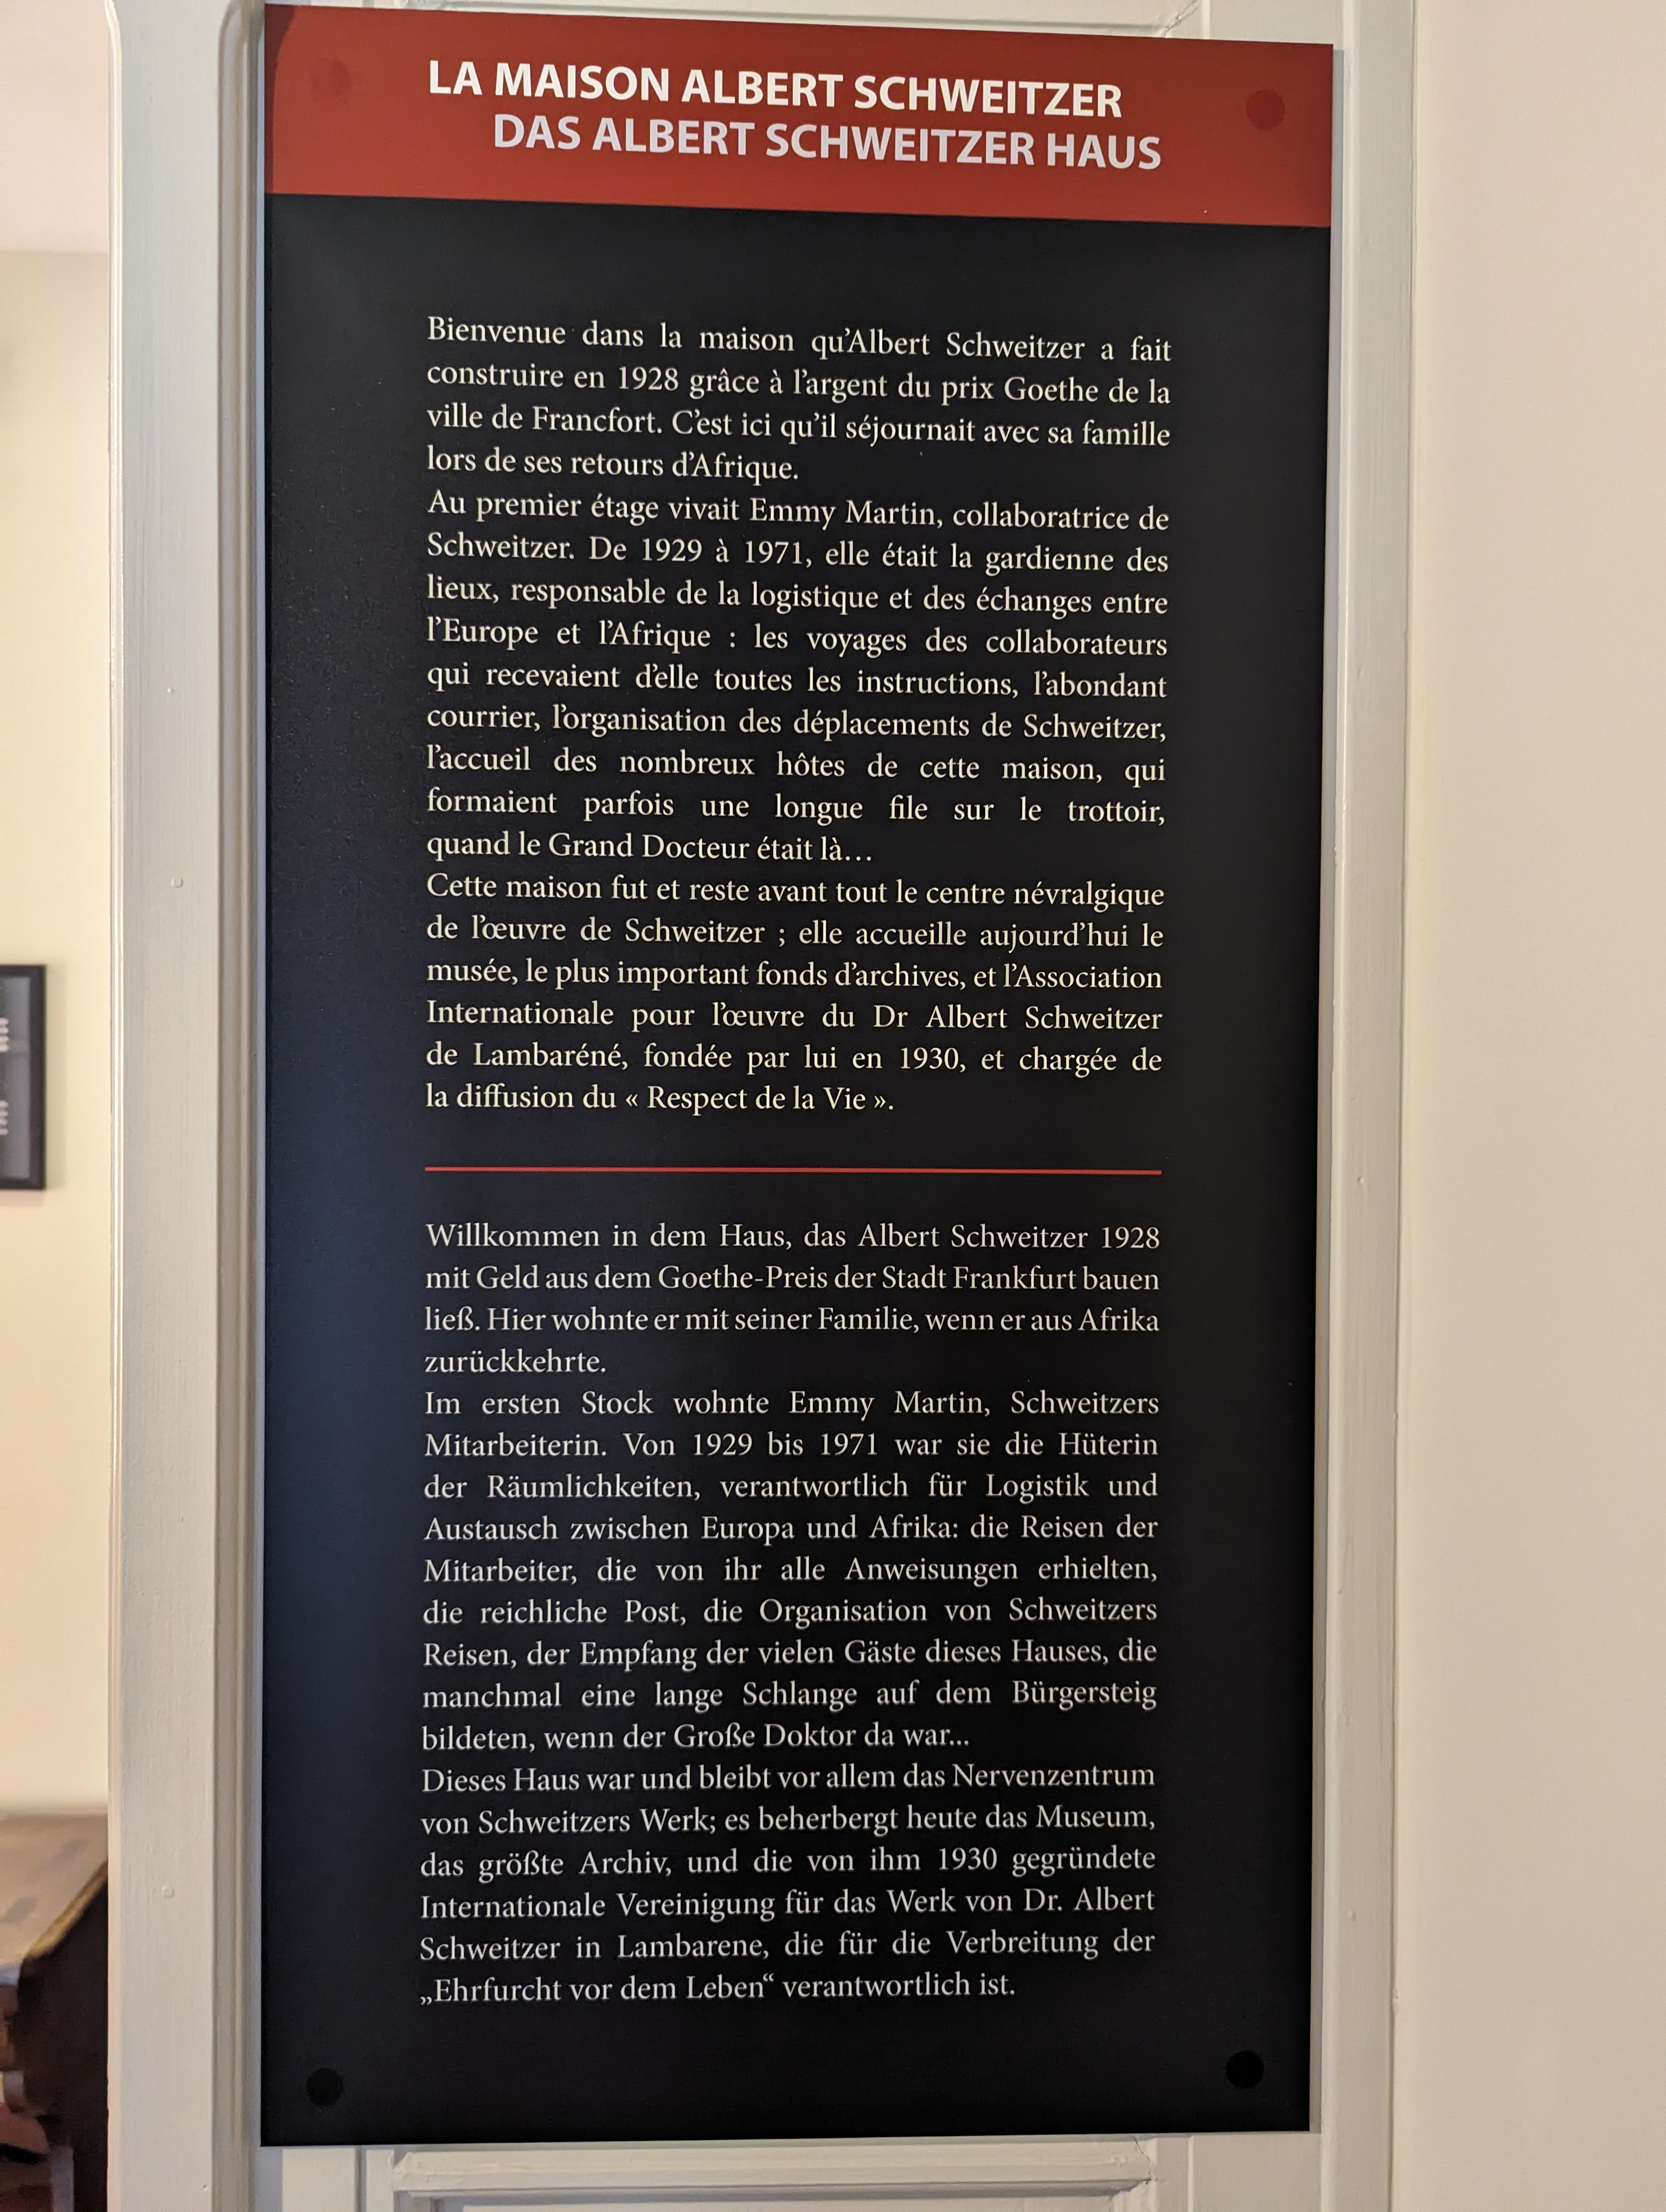 LA MAISON ALBERT SCHWEITZER
DAS ALBERT SCHWEITZER HAUS
Bienvenue dans la maison qu’Albert Schweitzer a fait
construire en 1928 grâce à l’argent du prix Goethe de la
ville de Francfort. C’est ici qu’il séjournait avec sa famille
lors de ses retours d’Afrique.
Au premier étage vivait Emmy Martin, collaboratrice de
Schweitzer. De 1929 à 1971, elle était la gardienne des
lieux, responsable de la logistique et des échanges entre
l’Europe et l’Afrique : les voyages des collaborateurs
qui recevaient d’elle toutes les instructions, l’abondant
courrier, l’organisation des déplacements de Schweitzer,
l’accueil des nombreux hôtes de cette maison, qui
formaient parfois une longue file sur le trottoir,
quand le Grand Docteur était là…
Cette maison fut et reste avant tout le centre névralgique
de l’œuvre de Schweitzer ; elle accueille aujourd’hui le
musée, le plus important fonds d’archives, et l’Association
Internationale pour l’œuvre du Dr Albert Schweitzer
de Lambaréné, fondée par lui en 1930, et chargée de
la diffusion du « Respect de la Vie ».
Willkommen in dem Haus, das Albert Schweitzer 1928
mit Geld aus dem Goethe-Preis der Stadt Frankfurt bauen
ließ. Hier wohnte er mit seiner Familie, wenn er aus Afrika
zurückkehrte.
Im ersten Stock wohnte Emmy Martin, Schweitzers
Mitarbeiterin. Von 1929 bis 1971 war sie die Hüterin
der Räumlichkeiten, verantwortlich für Logistik und
Austausch zwischen Europa und Afrika: die Reisen der
Mitarbeiter, die von ihr alle Anweisungen erhielten,
die reichliche Post, die Organisation von Schweitzers
Reisen, der Empfang der vielen Gäste dieses Hauses, die
manchmal eine lange Schlange auf dem Bürgersteig
bildeten, wenn der Große Doktor da war...
Dieses Haus war und bleibt vor allem das Nervenzentrum
von Schweitzers Werk; es beherbergt heute das Museum,
das größte Archiv, und die von ihm 1930 gegründete
Internationale Vereinigung für das Werk von Dr. Albert
Schweitzer in Lambarene, die für die Verbreitung der
„Ehrfurcht vor dem Leben“ verantwortlich ist.